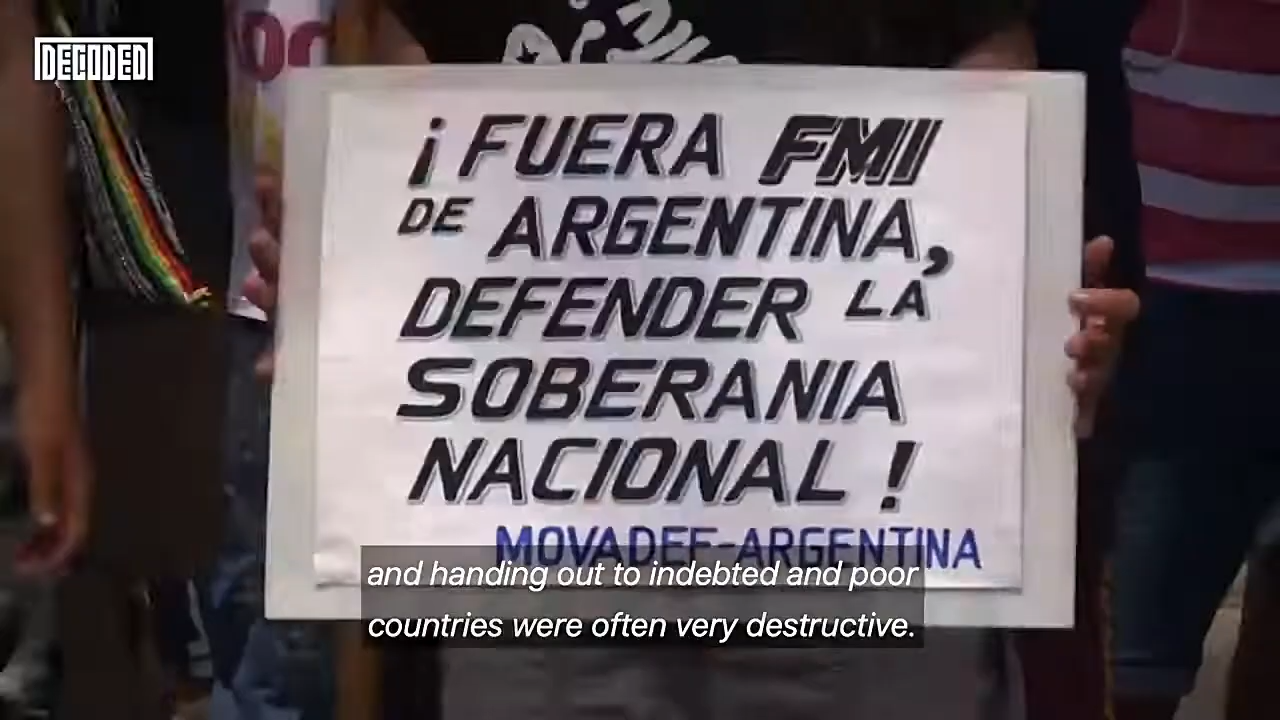 DECODED
¡FUERA FMI
DE ARGENTINA,
DEFENDER LA
SOBERANIA
NACIONAL!
MOVADEF-ARGENTINA
and handing out to indebted and poor
countries were often very destructive.